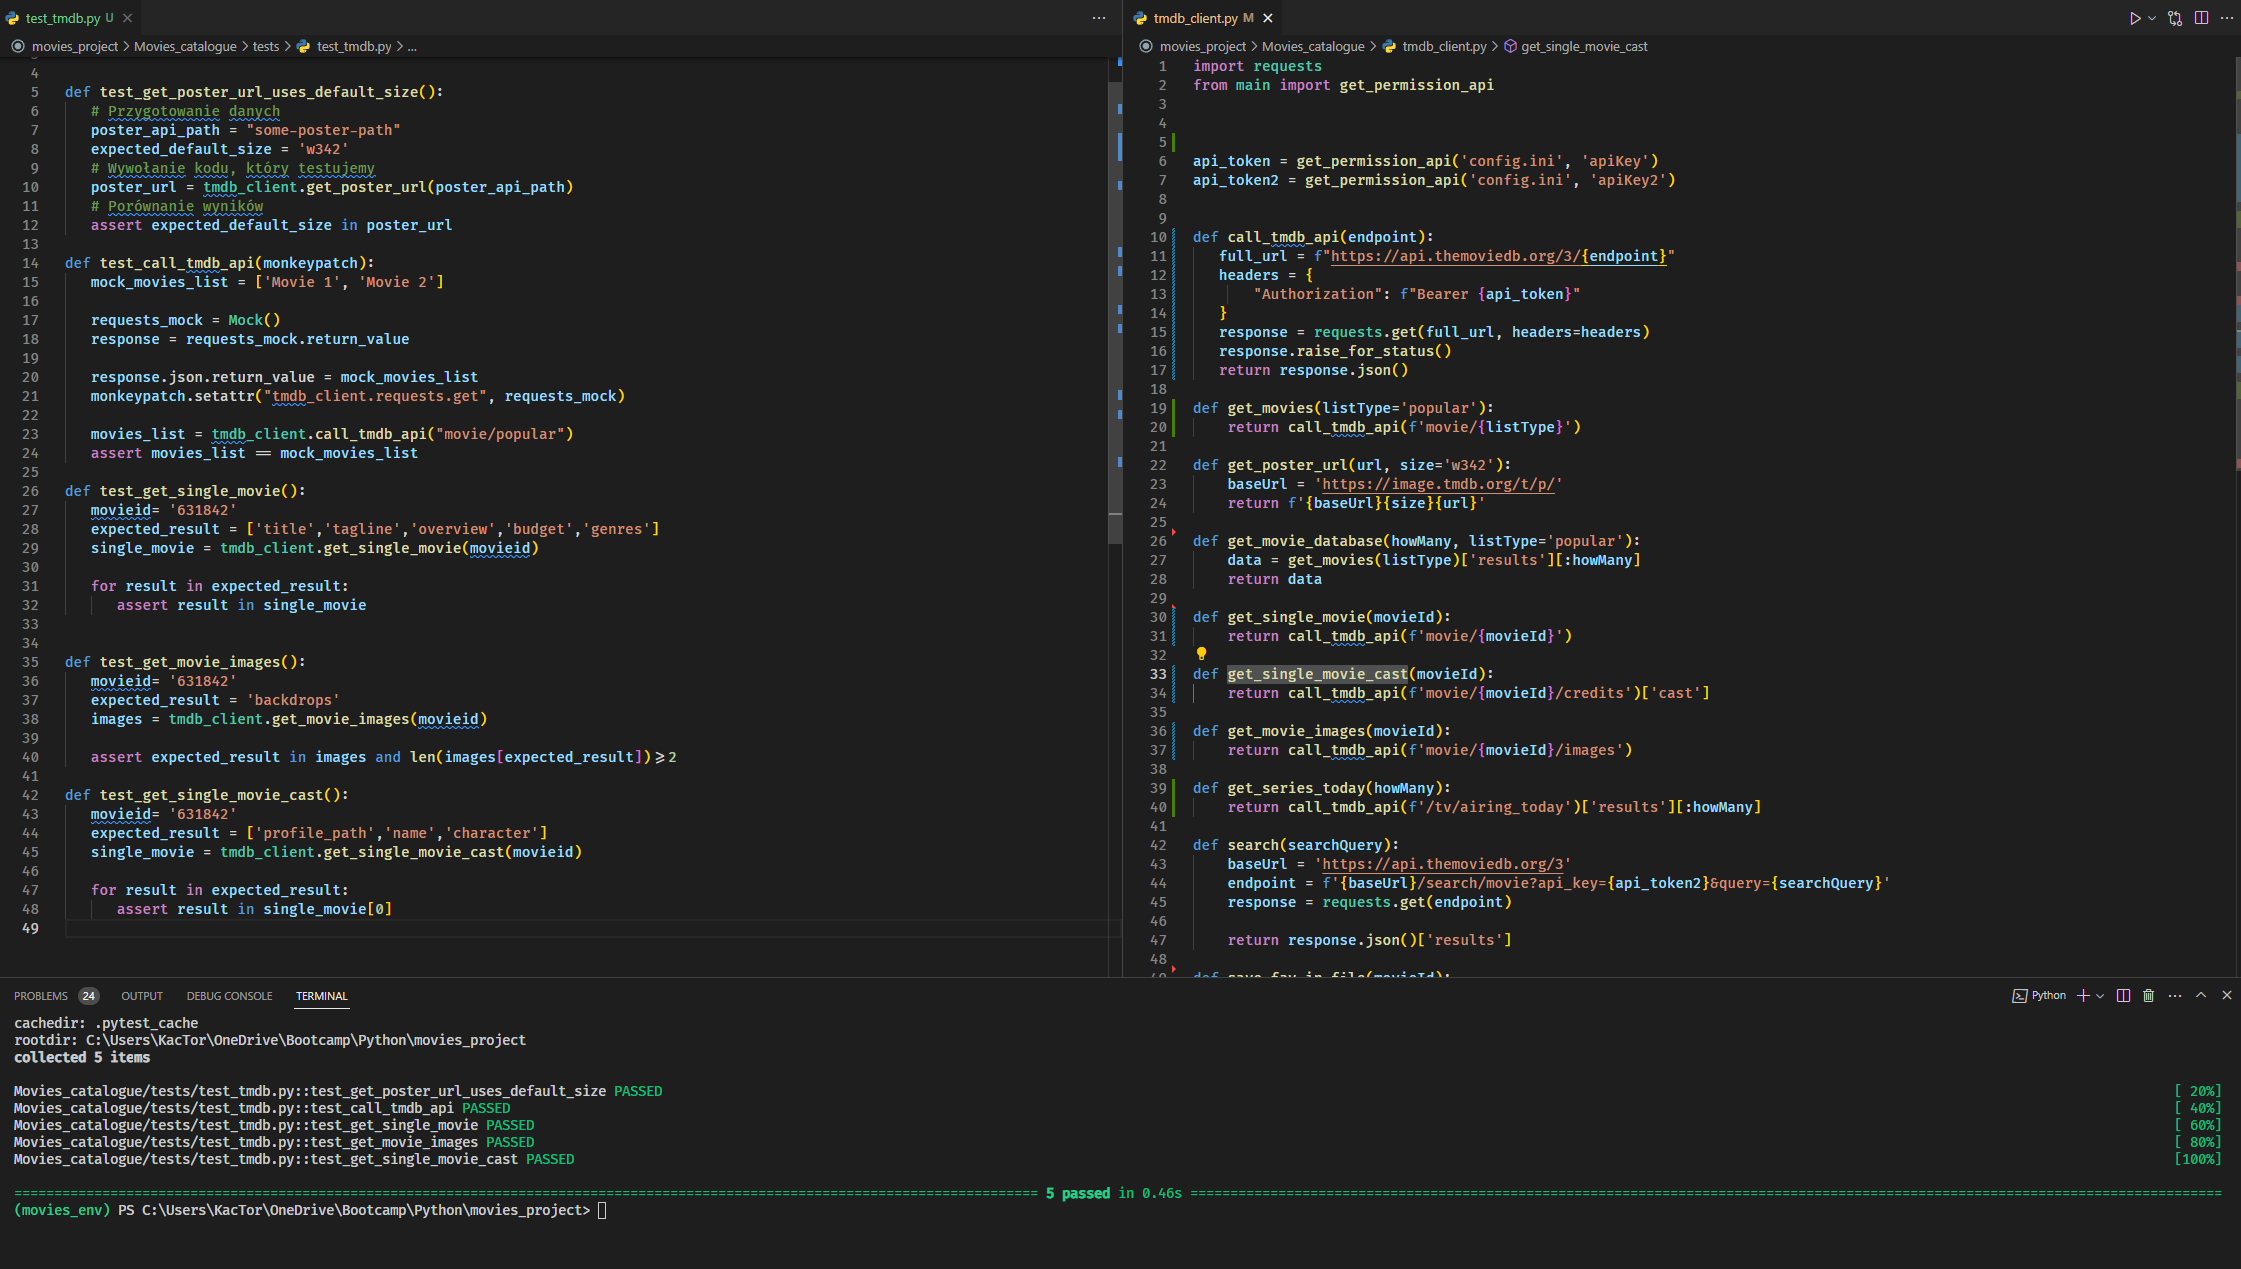 test_tmdb.py U
movies_project > Movies_catalogue > tests > test_tmdb.py > ...
4
5 def test_get_poster_url_uses_default_size():
6 # Przygotowanie danych
7 poster_api_path = "some-poster-path"
8 expected_default_size = 'w342'
9 # Wywołanie kodu, który testujemy
10 poster_url = tmdb_client.get_poster_url(poster_api_path)
11 # Porównanie wyników
12 assert expected_default_size in poster_url
13
14 def test_call_tmdb_api(monkeypatch):
15 mock_movies_list = ['Movie 1', 'Movie 2']
16
17 requests_mock = Mock()
18 response = requests_mock.return_value
19
20 response.json.return_value = mock_movies_list
21 monkeypatch.setattr("tmdb_client.requests.get", requests_mock)
22
23 movies_list = tmdb_client.call_tmdb_api("movie/popular")
24 assert movies_list == mock_movies_list
25
26 def test_get_single_movie():
27 movieid= '631842'
28 expected_result = ['title','tagline','overview','budget','genres']
29 single_movie = tmdb_client.get_single_movie(movieid)
30
31 for result in expected_result:
32 assert result in single_movie
33
34
35 def test_get_movie_images():
36 movieid= '631842'
37 expected_result = 'backdrops'
38 images = tmdb_client.get_movie_images(movieid)
39
40 assert expected_result in images and len(images[expected_result])>=2
41
42 def test_get_single_movie_cast():
43 movieid= '631842'
44 expected_result = ['profile_path','name','character']
45 single_movie = tmdb_client.get_single_movie_cast(movieid)
46
47 for result in expected_result:
48 assert result in single_movie[0]
49
tmdb_client.py M
movies_project > Movies_catalogue > tmdb_client.py > get_single_movie_cast
1 import requests
2 from main import get_permission_api
3
4
5
6 api_token = get_permission_api('config.ini', 'apiKey')
7 api_token2 = get_permission_api('config.ini', 'apiKey2')
8
9
10 def call_tmdb_api(endpoint):
11 full_url = f"https://api.themoviedb.org/3/{endpoint}"
12 headers = {
13 "Authorization": f"Bearer {api_token}"
14 }
15 response = requests.get(full_url, headers=headers)
16 response.raise_for_status()
17 return response.json()
18
19 def get_movies(listType='popular'):
20 return call_tmdb_api(f'movie/{listType}')
21
22 def get_poster_url(url, size='w342'):
23 baseUrl = 'https://image.tmdb.org/t/p/'
24 return f'{baseUrl}{size}{url}'
25
26 def get_movie_database(howMany, listType='popular'):
27 data = get_movies(listType)['results'][:howMany]
28 return data
29
30 def get_single_movie(movieId):
31 return call_tmdb_api(f'movie/{movieId}')
32
33 def get_single_movie_cast(movieId):
34 return call_tmdb_api(f'movie/{movieId}/credits')['cast']
35
36 def get_movie_images(movieId):
37 return call_tmdb_api(f'movie/{movieId}/images')
38
39 def get_series_today(howMany):
40 return call_tmdb_api(f'/tv/airing_today')['results'][:howMany]
41
42 def search(searchQuery):
43 baseUrl = 'https://api.themoviedb.org/3'
44 endpoint = f'{baseUrl}/search/movie?api_key={api_token2}&query={searchQuery}'
45 response = requests.get(endpoint)
46
47 return response.json()['results']
48
49 def save_fav_in_file(movieId):
PROBLEMS 24 OUTPUT DEBUG CONSOLE TERMINAL Python
cachedir: .pytest_cache
rootdir: C:\Users\KacTor\OneDrive\Bootcamp\Python\movies_project
collected 5 items
Movies_catalogue/tests/test_tmdb.py::test_get_poster_url_uses_default_size PASSED [ 20%]
Movies_catalogue/tests/test_tmdb.py::test_call_tmdb_api PASSED [ 40%]
Movies_catalogue/tests/test_tmdb.py::test_get_single_movie PASSED [ 60%]
Movies_catalogue/tests/test_tmdb.py::test_get_movie_images PASSED [ 80%]
Movies_catalogue/tests/test_tmdb.py::test_get_single_movie_cast PASSED [100%]
5 passed in 0.46s
(movies_env) PS C:\Users\KacTor\OneDrive\Bootcamp\Python\movies_project>